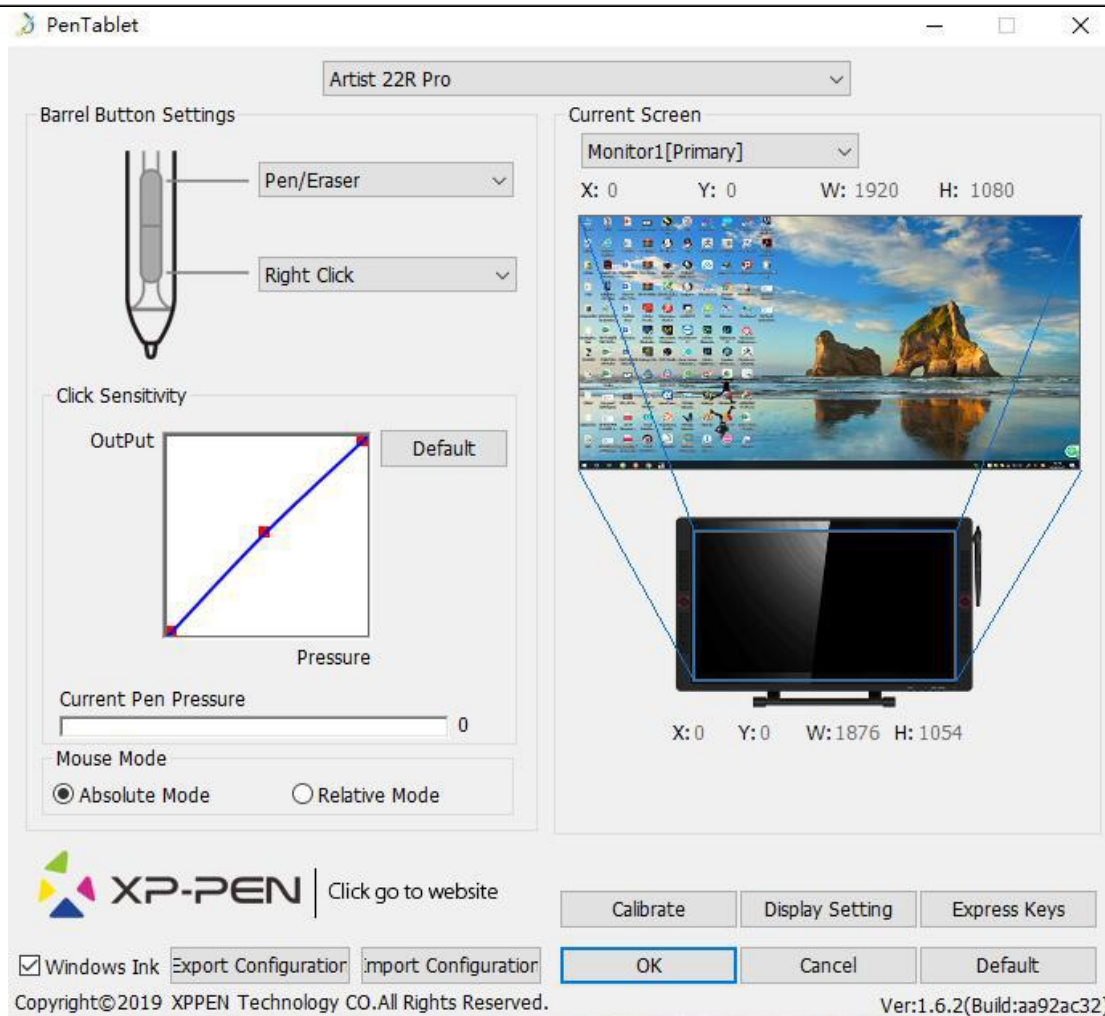 PenTablet
Artist 22R Pro
Barrel Button Settings
Pen/Eraser
Right Click
Click Sensitivity
OutPut
Default
Pressure
Current Pen Pressure
0
Mouse Mode
Absolute Mode
Relative Mode
Current Screen
Monitor1[Primary]
X: 0 Y: 0 W: 1920 H: 1080
X: 0 Y: 0 W: 1876 H: 1054
XP-PEN
Click go to website
Calibrate
Display Setting
Express Keys
Windows Ink
Export Configuration
Import Configuration
OK
Cancel
Default
Copyright©2019 XPPEN Technology CO.All Rights Reserved.
Ver:1.6.2(Build:aa92ac32)